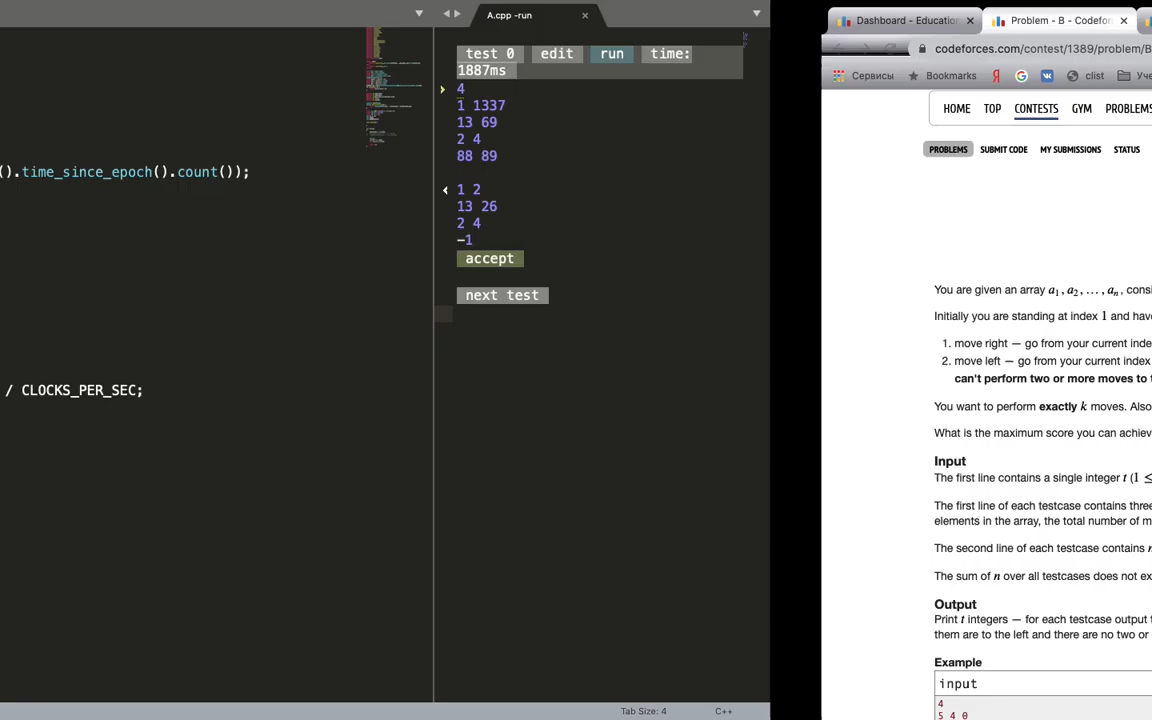 ().time_since_epoch().count());
/ CLOCKS_PER_SEC;
A.cpp -run ×
test 0 edit run time:
1887ms
4
1 1337
13 69
2 4
88 89
1 2
13 26
2 4
-1
accept
next test
Tab Size: 4 C++
Dashboard - Educatio × Problem - B - Codefor ×
codeforces.com/contest/1389/problem/B
Сервисы Bookmarks Я G clist Уче
HOME TOP CONTESTS GYM PROBLEMS
PROBLEMS SUBMIT CODE MY SUBMISSIONS STATUS
You are given an array a₁, a₂, …, aₙ, consi
Initially you are standing at index 1 and have
1. move right — go from your current inde
2. move left — go from your current index
can't perform two or more moves to t
You want to perform exactly k moves. Also
What is the maximum score you can achiev
Input
The first line contains a single integer t (1 ≤
The first line of each testcase contains three
elements in the array, the total number of m
The second line of each testcase contains n
The sum of n over all testcases does not ex
Output
Print t integers — for each testcase output t
them are to the left and there are no two or
Example
input
4
5 4 0